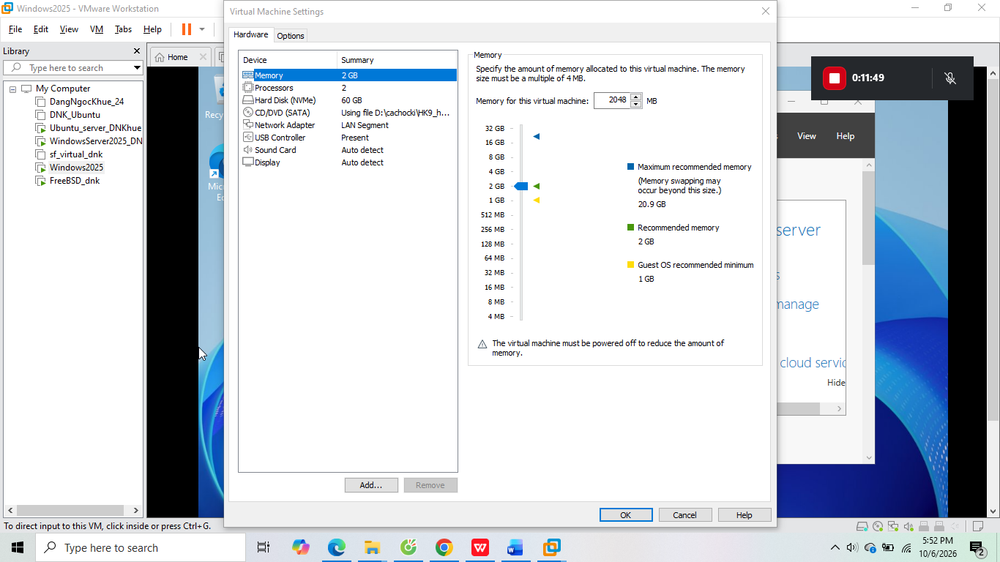 Windows2025 - VMware Workstation
File Edit View VM Tabs Help
Library
Type here to search
My Computer
DangNgocKhue_24
DNK_Ubuntu
Ubuntu_server_DNKhue
WindowsServer2025_DN
sf_virtual_dnk
Windows2025
FreeBSD_dnk
Home
Recyc
Mic
Ed
Virtual Machine Settings
Hardware Options
Device Summary
Memory 2 GB
Processors 2
Hard Disk (NVMe) 60 GB
CD/DVD (SATA) Using file D:\cachocki\HK9_h...
Network Adapter LAN Segment
USB Controller Present
Sound Card Auto detect
Display Auto detect
Add... Remove
Memory
Specify the amount of memory allocated to this virtual machine. The memory
size must be a multiple of 4 MB.
Memory for this virtual machine: 2048 MB
32 GB
16 GB
8 GB
4 GB
2 GB
1 GB
512 MB
256 MB
128 MB
64 MB
32 MB
16 MB
8 MB
4 MB
Maximum recommended memory
(Memory swapping may
occur beyond this size.)
20.9 GB
Recommended memory
2 GB
Guest OS recommended minimum
1 GB
The virtual machine must be powered off to reduce the amount of
memory.
OK Cancel Help
0:11:49
View Help
server
s
manage
cloud servic
Hide
To direct input to this VM, click inside or press Ctrl+G.
Type here to search
5:52 PM
10/6/2026
2